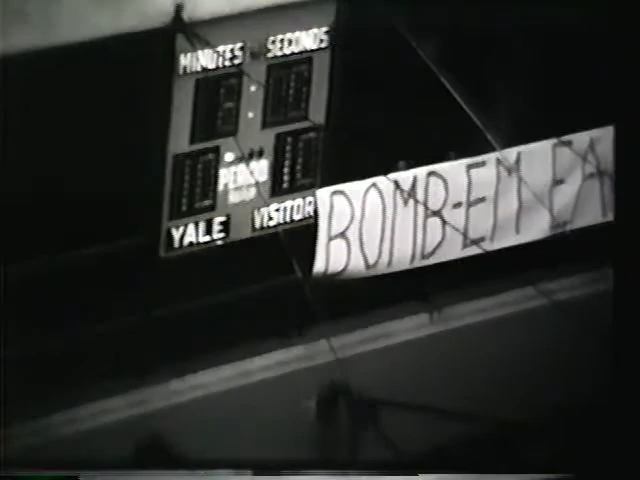 MINUTES SECONDS
PERIOD
YALE VISITOR
BOMB-EM EA